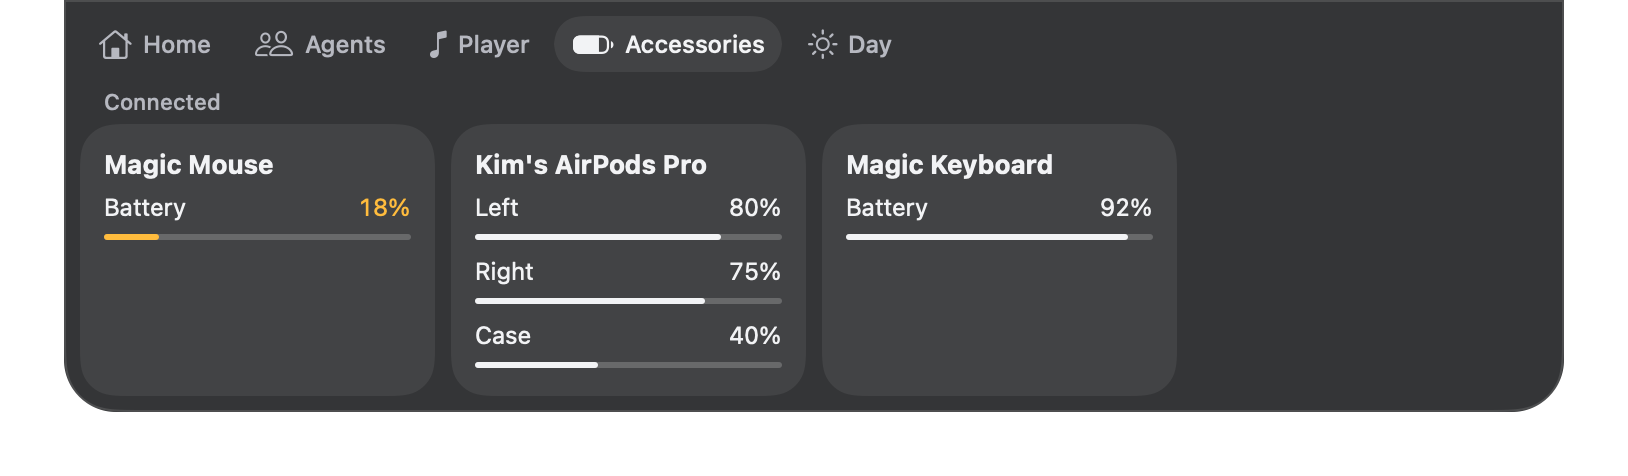 Home Agents Player Accessories Day
Connected
Magic Mouse
Battery 18%
Kim's AirPods Pro
Left 80%
Right 75%
Case 40%
Magic Keyboard
Battery 92%